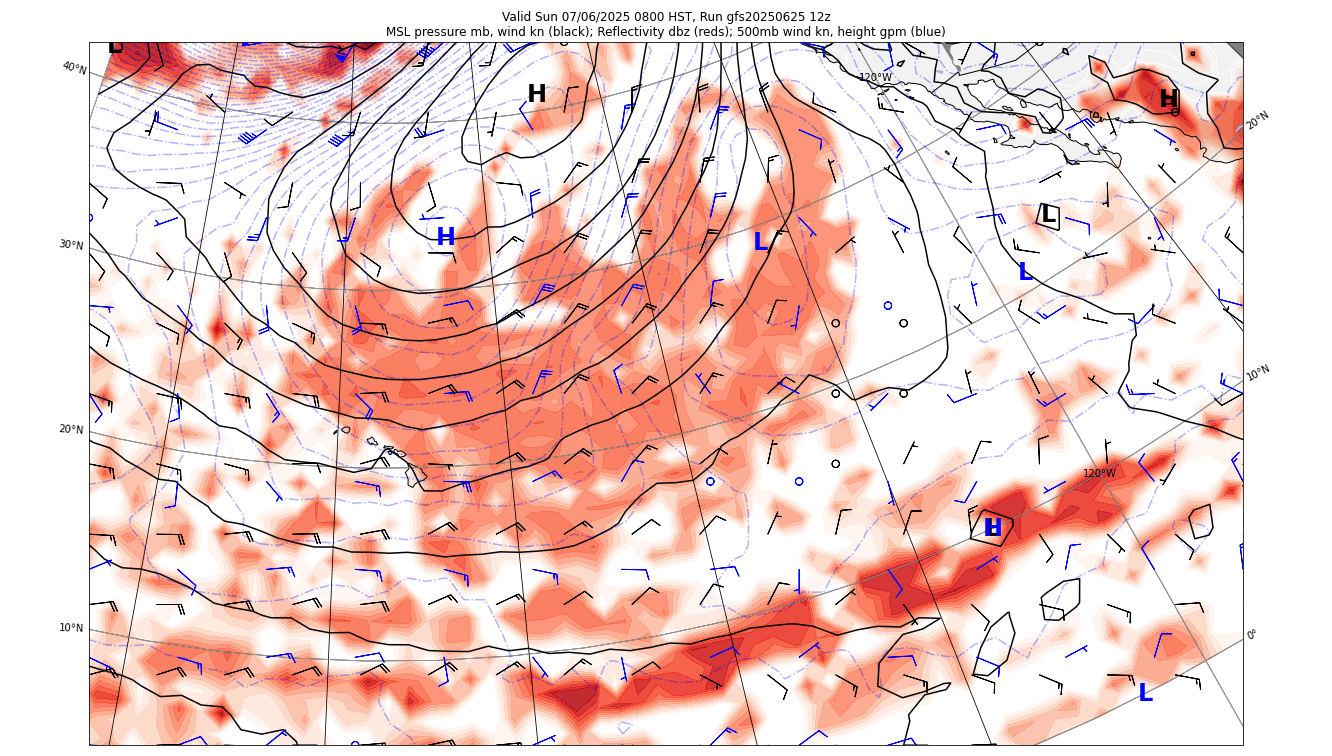 Valid Sun 07/06/2025 0800 HST, Run gfs20250625 12z
MSL pressure mb, wind kn (black); Reflectivity dbz (reds); 500mb wind kn, height gpm (blue)
L
40°N
120°W
H
H
20°N
L
30°N
H
L
L
10°N
20°N
120°W
H
10°N
0°
L